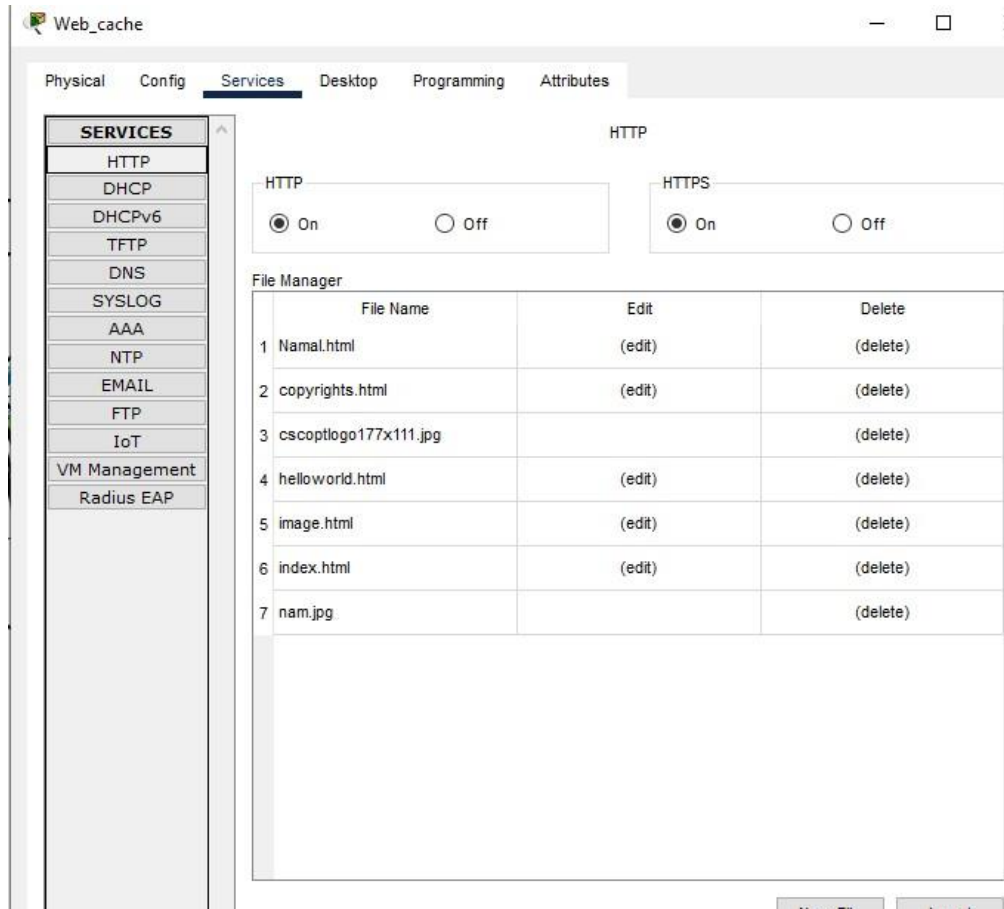 Web_cache
Physical Config Services Desktop Programming Attributes
SERVICES
HTTP
DHCP
DHCPv6
TFTP
DNS
SYSLOG
AAA
NTP
EMAIL
FTP
IoT
VM Management
Radius EAP
HTTP
HTTP
On Off
HTTPS
On Off
File Manager
File Name Edit Delete
1 Namal.html (edit) (delete)
2 copyrights.html (edit) (delete)
3 cscoptlogo177x111.jpg (delete)
4 helloworld.html (edit) (delete)
5 image.html (edit) (delete)
6 index.html (edit) (delete)
7 nam.jpg (delete)